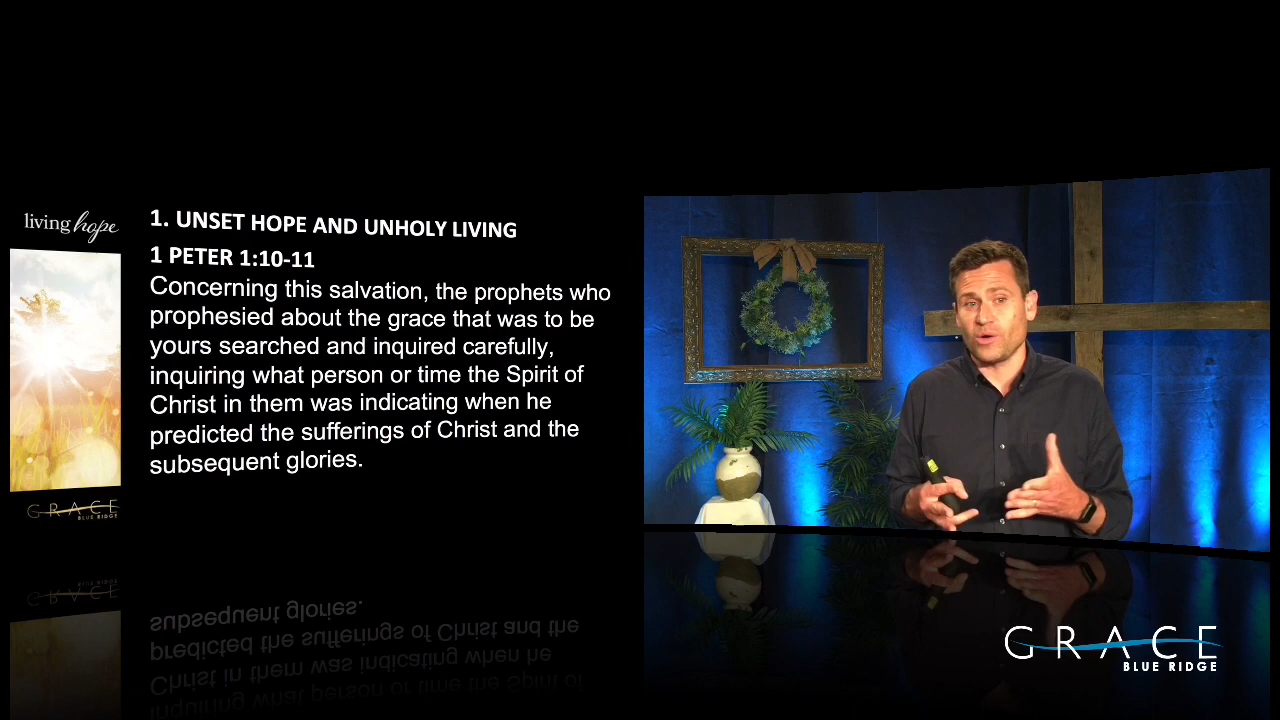 living hope
GRACE
BLUE RIDGE
1. UNSET HOPE AND UNHOLY LIVING
1 PETER 1:10-11
Concerning this salvation, the prophets who
prophesied about the grace that was to be
yours searched and inquired carefully,
inquiring what person or time the Spirit of
Christ in them was indicating when he
predicted the sufferings of Christ and the
subsequent glories.
GRACE
BLUE RIDGE